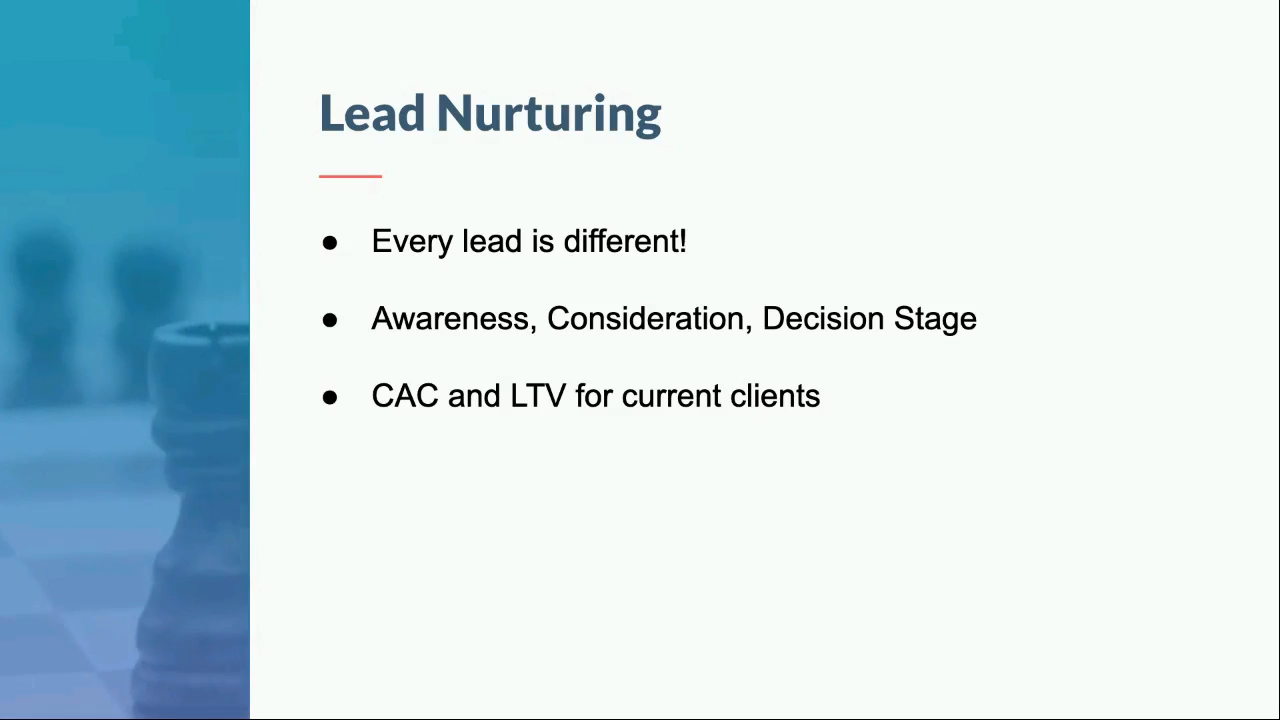 Lead Nurturing
● Every lead is different!
● Awareness, Consideration, Decision Stage
● CAC and LTV for current clients